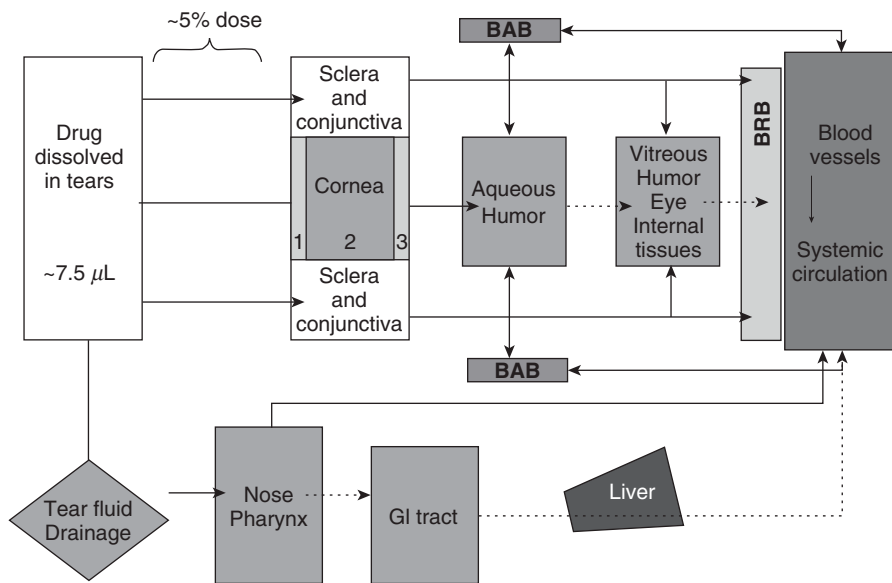 ~5% dose
Drug
dissolved
in tears
~7.5 μL
Sclera
and
conjunctiva
Cornea
1 2 3
Sclera
and
conjunctiva
BAB
Aqueous
Humor
BAB
Vitreous
Humor
Eye
Internal
tissues
BRB
Blood
vessels
Systemic
circulation
Tear fluid
Drainage
Nose
Pharynx
GI tract
Liver